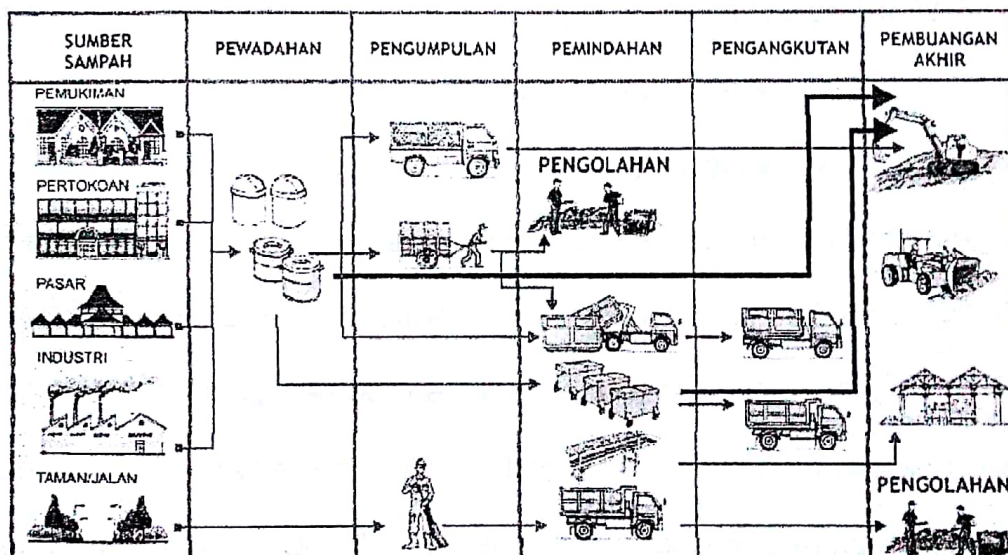 SUMBER
SAMPAH
PEWADAHAN
PENGUMPULAN
PEMINDAHAN
PENGANGKUTAN
PEMBUANGAN
AKHIR
PEMUKIMAN
PERTOKOAN
PASAR
INDUSTRI
TAMAN/JALAN
PENGOLAHAN
PENGOLAHAN